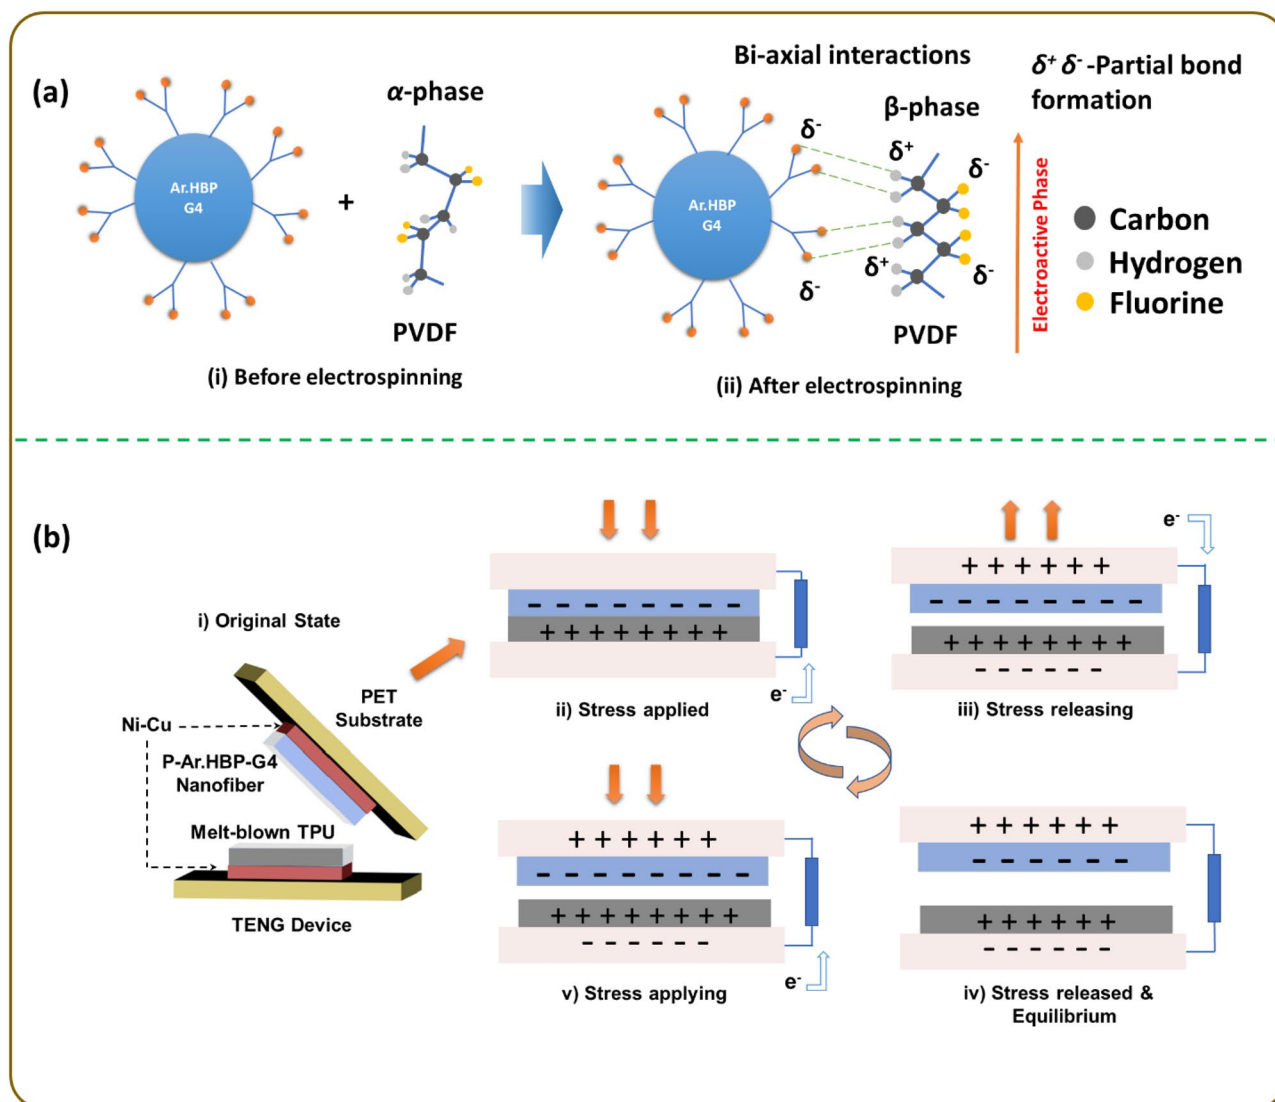 (a)
Ar.HBP
G4
+
α-phase
PVDF
(i) Before electrospinning
Bi-axial interactions
Ar.HBP
G4
β-phase
δ⁻
δ⁺
δ⁻
δ⁺
δ⁻
δ⁻
PVDF
(ii) After electrospinning
δ⁺ δ⁻ -Partial bond
formation
Electroactive Phase
Carbon
Hydrogen
Fluorine
(b)
i) Original State
PET
Substrate
Ni-Cu
P-Ar.HBP-G4
Nanofiber
Melt-blown TPU
TENG Device
- - - - - - - -
+ + + + + + + +
e⁻
ii) Stress applied
e⁻
+ + + + + +
- - - - - - - -
+ + + + + + + +
- - - - - -
iii) Stress releasing
+ + + + + +
- - - - - - - -
+ + + + + + + +
- - - - - -
e⁻
v) Stress applying
+ + + + + +
- - - - - -
+ + + + + +
- - - - - -
iv) Stress released &
Equilibrium